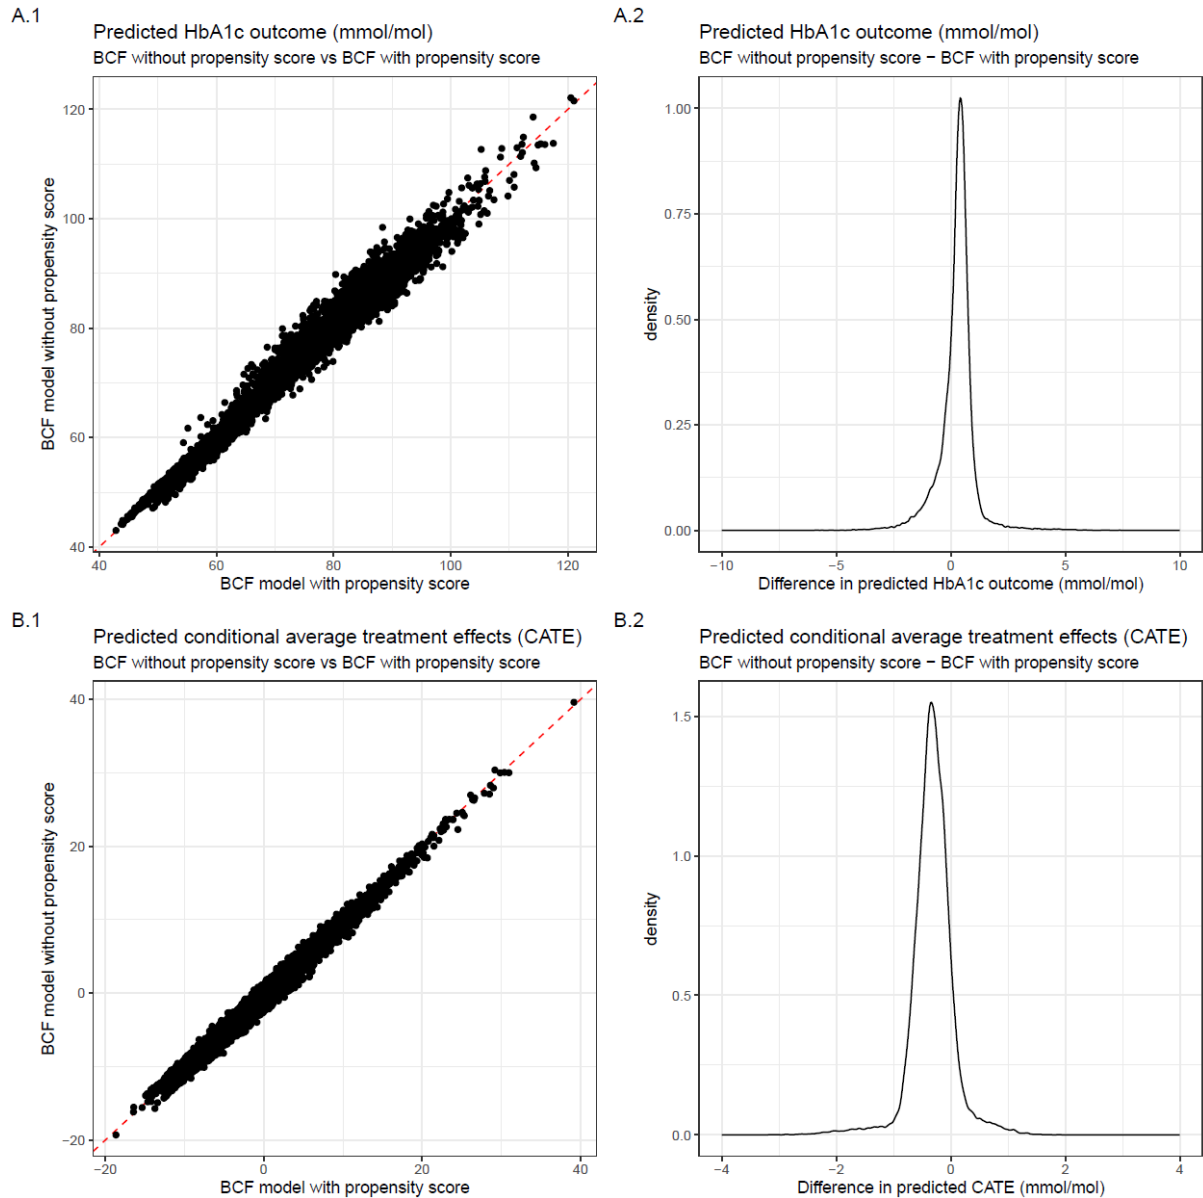 A.1
Predicted HbA1c outcome (mmol/mol)
BCF without propensity score vs BCF with propensity score
BCF model without propensity score
120
100
80
60
40
40 60 80 100 120
BCF model with propensity score
A.2
Predicted HbA1c outcome (mmol/mol)
BCF without propensity score − BCF with propensity score
density
1.00
0.75
0.50
0.25
0.00
−10 −5 0 5 10
Difference in predicted HbA1c outcome (mmol/mol)
B.1
Predicted conditional average treatment effects (CATE)
BCF without propensity score vs BCF with propensity score
BCF model without propensity score
40
20
0
−20
−20 0 20 40
BCF model with propensity score
B.2
Predicted conditional average treatment effects (CATE)
BCF without propensity score − BCF with propensity score
density
1.5
1.0
0.5
0.0
−4 −2 0 2 4
Difference in predicted CATE (mmol/mol)